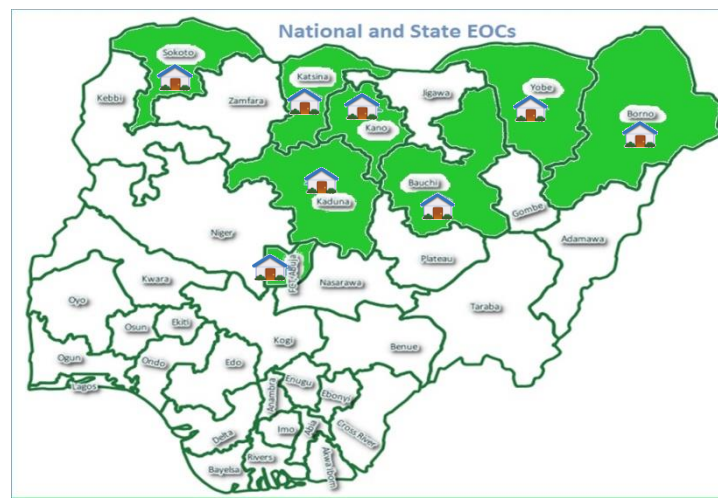 National and State EOCs
Sokoto
Katsina
Yobe
Kebbi
Zamfara
Jigawa
Borno
Kano
Bauchi
Kaduna
Gombe
Niger
Adamawa
FCT-Abuja
Plateau
Kwara
Nasarawa
Oyo
Taraba
Osun
Ekiti
Kogi
Benue
Ogun
Ondo
Edo
Lagos
Enugu
Anambra
Ebonyi
Delta
Imo
Abia
Cross River
Rivers
Bayelsa
Akwa Ibom